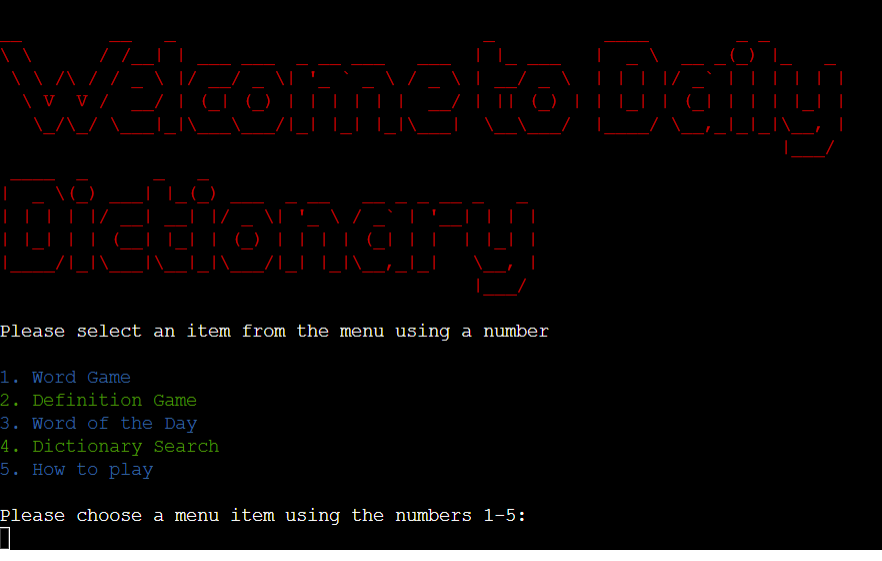 Welcome to Daily
Dictionary
Please select an item from the menu using a number
1. Word Game
2. Definition Game
3. Word of the Day
4. Dictionary Search
5. How to play
Please choose a menu item using the numbers 1-5: